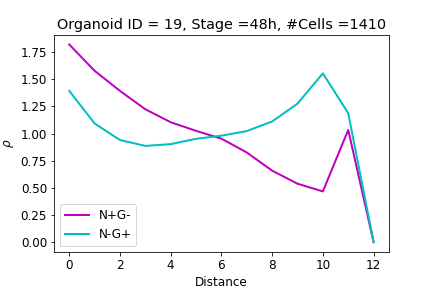 Organoid ID = 19, Stage =48h, #Cells =1410
1.75
1.50
1.25
1.00
0.75
0.50
0.25
0.00
ρ
N+G-
N-G+
0 2 4 6 8 10 12
Distance